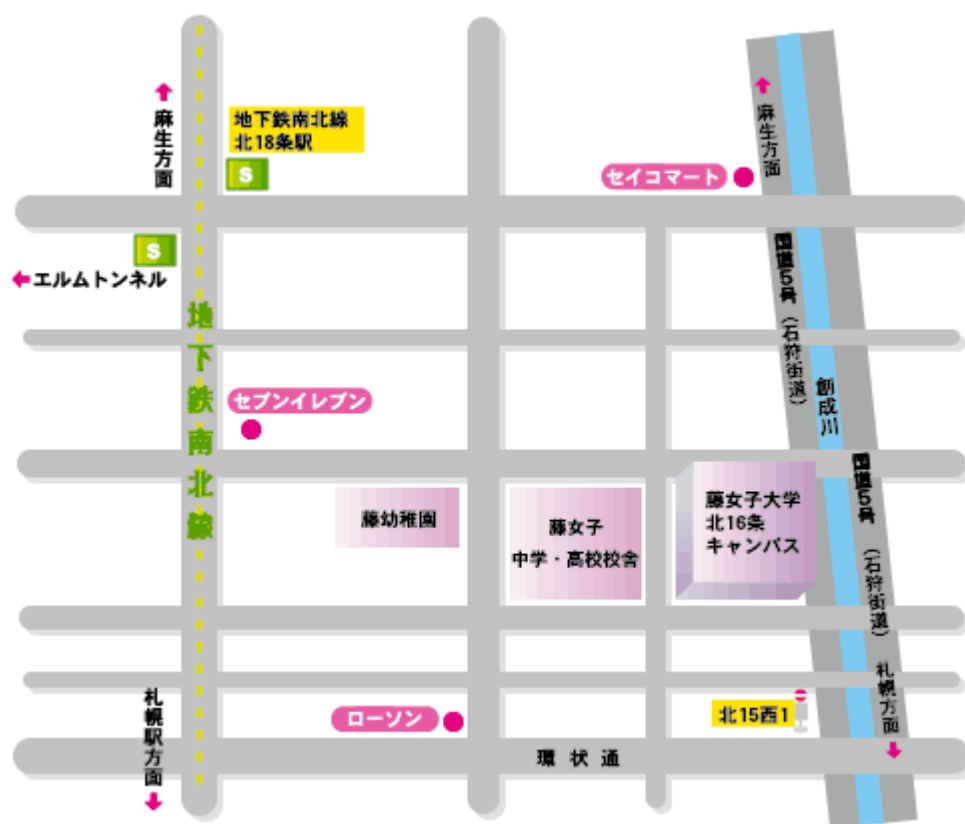 麻生方面
地下鉄南北線
北18条駅
S
セイコマート
麻生方面
S
エルムトンネル
国道5号(石狩街道)
地下鉄南北線
創成川
セブンイレブン
国道5号(石狩街道)
藤幼稚園
藤女子
中学・高校校舎
藤女子大学
北16条
キャンパス
札幌駅方面
ローソン
北15西1
札幌方面
環状通